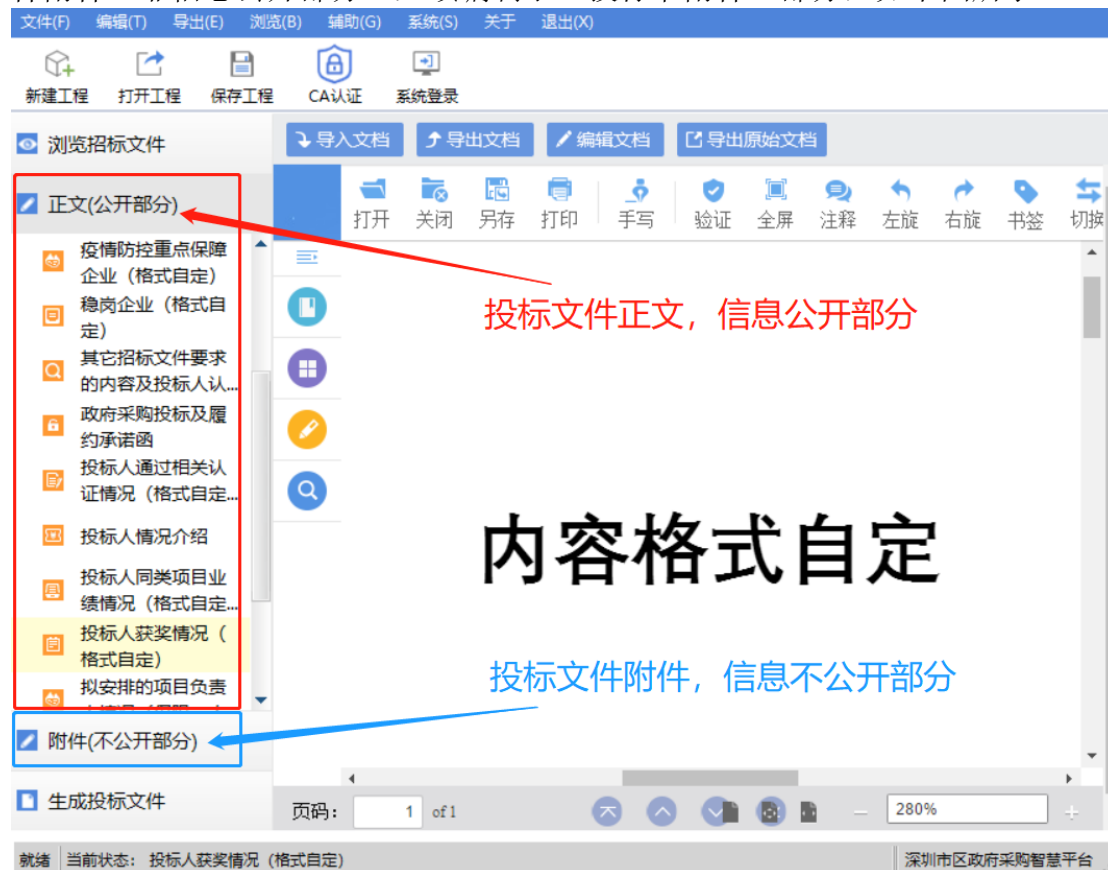 文件(F) 编辑(T) 导出(E) 浏览(B) 辅助(G) 系统(S) 关于 退出(X)
新建工程 打开工程 保存工程 CA认证 系统登录
浏览招标文件
导入文档 导出文档 编辑文档 导出原始文档
正文(公开部分)
打开 关闭 另存 打印 手写 验证 全屏 注释 左旋 右旋 书签 切换
疫情防控重点保障
企业（格式自定）
稳岗企业（格式自
定）
其它招标文件要求
的内容及投标人认...
政府采购投标及履
约承诺函
投标人通过相关认
证情况（格式自定...
投标人情况介绍
投标人同类项目业
绩情况（格式自定...
投标人获奖情况（
格式自定）
拟安排的项目负责
投标文件正文，信息公开部分
内容格式自定
投标文件附件，信息不公开部分
附件(不公开部分)
生成投标文件
页码： 1 of 1 280%
就绪 当前状态： 投标人获奖情况（格式自定） 深圳市区政府采购智慧平台